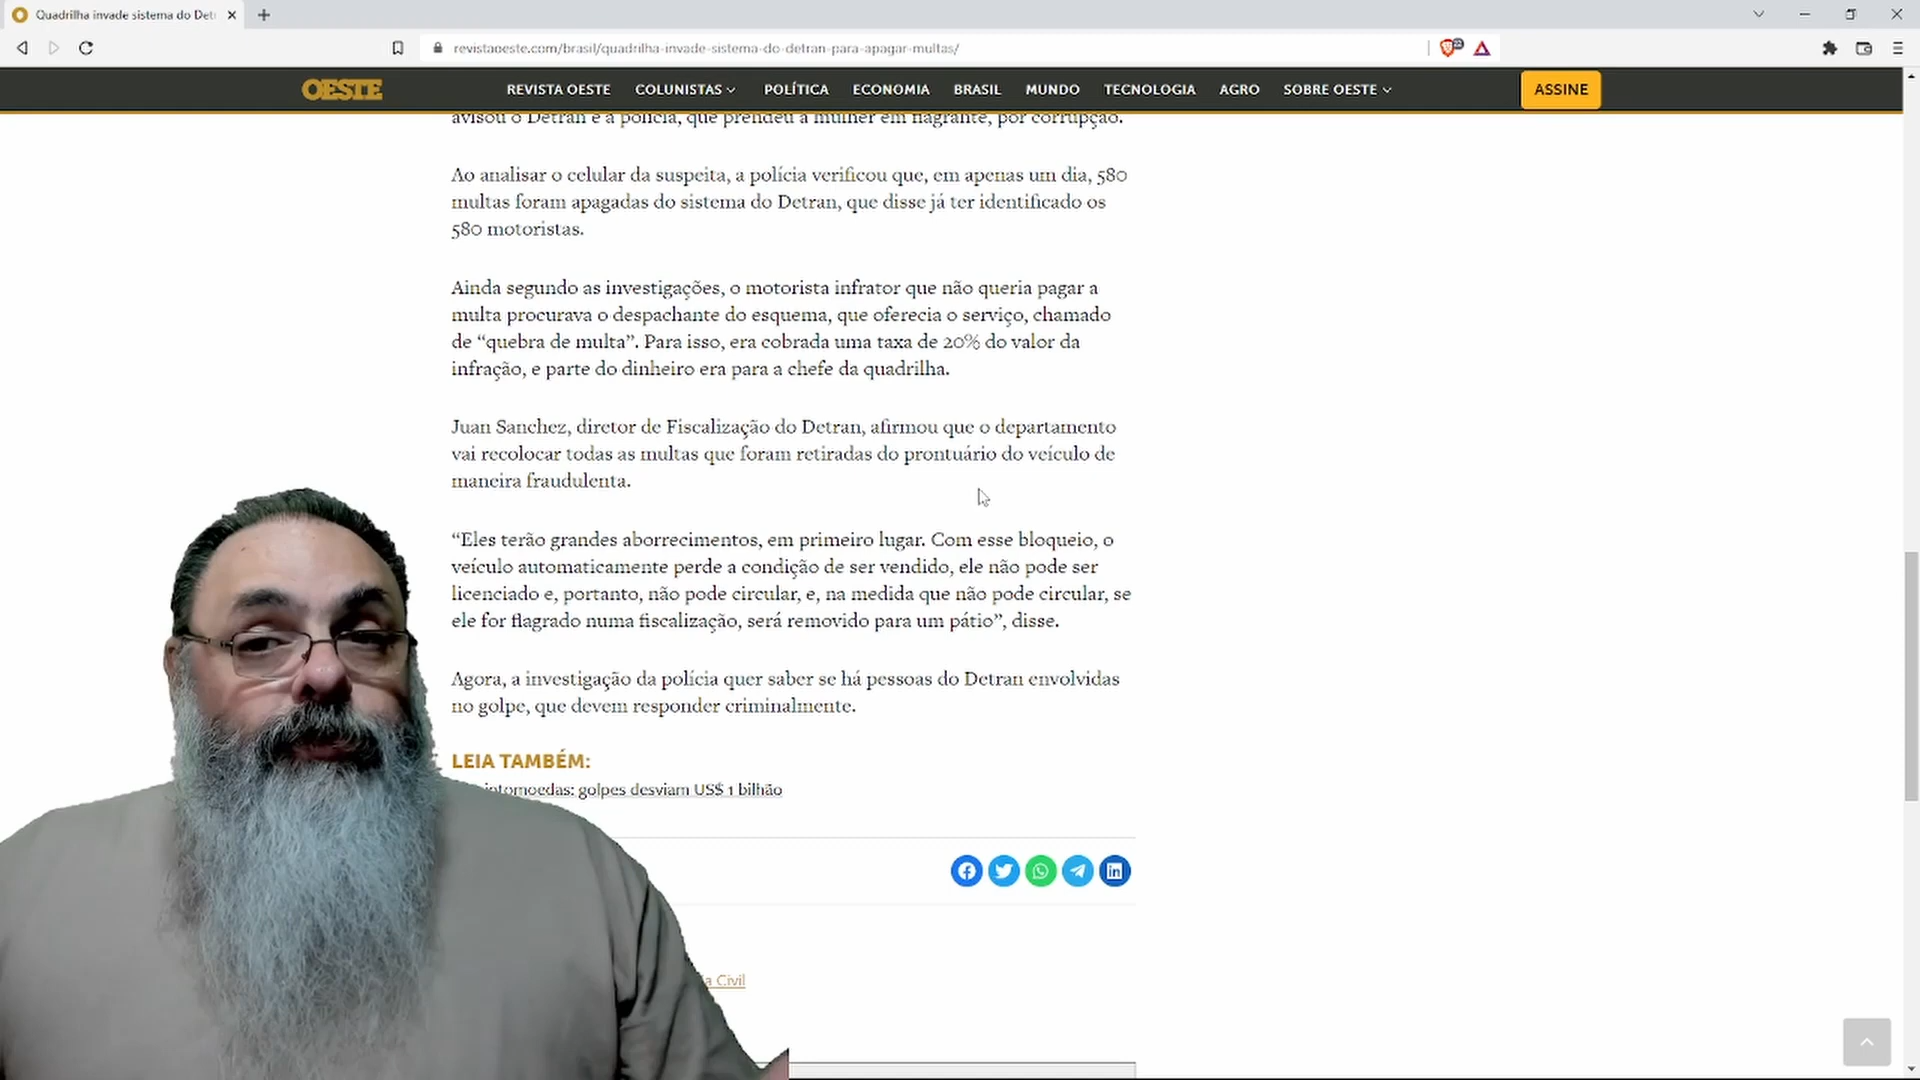 Quadrilha invade sistema do Det
revistaoeste.com/brasil/quadrilha-invade-sistema-do-detran-para-apagar-multas/
OESTE
REVISTA OESTE
COLUNISTAS
POLÍTICA
ECONOMIA
BRASIL
MUNDO
TECNOLOGIA
AGRO
SOBRE OESTE
ASSINE
avisou o Detran e a polícia, que prendeu a mulher em flagrante, por corrupção.
Ao analisar o celular da suspeita, a polícia verificou que, em apenas um dia, 580
multas foram apagadas do sistema do Detran, que disse já ter identificado os
580 motoristas.
Ainda segundo as investigações, o motorista infrator que não queria pagar a
multa procurava o despachante do esquema, que oferecia o serviço, chamado
de “quebra de multa”. Para isso, era cobrada uma taxa de 20% do valor da
infração, e parte do dinheiro era para a chefe da quadrilha.
Juan Sanchez, diretor de Fiscalização do Detran, afirmou que o departamento
vai recolocar todas as multas que foram retiradas do prontuário do veículo de
maneira fraudulenta.
“Eles terão grandes aborrecimentos, em primeiro lugar. Com esse bloqueio, o
veículo automaticamente perde a condição de ser vendido, ele não pode ser
licenciado e, portanto, não pode circular, e, na medida que não pode circular, se
ele for flagrado numa fiscalização, será removido para um pátio”, disse.
Agora, a investigação da polícia quer saber se há pessoas do Detran envolvidas
no golpe, que devem responder criminalmente.
LEIA TAMBÉM:
intomoedas: golpes desviam US$ 1 bilhão
a Civil